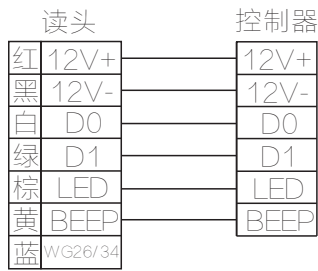 读头 控制器
红 12V+ 12V+
黑 12V- 12V-
白 D0 D0
绿 D1 D1
棕 LED LED
黄 BEEP BEEP
蓝 WG26/34